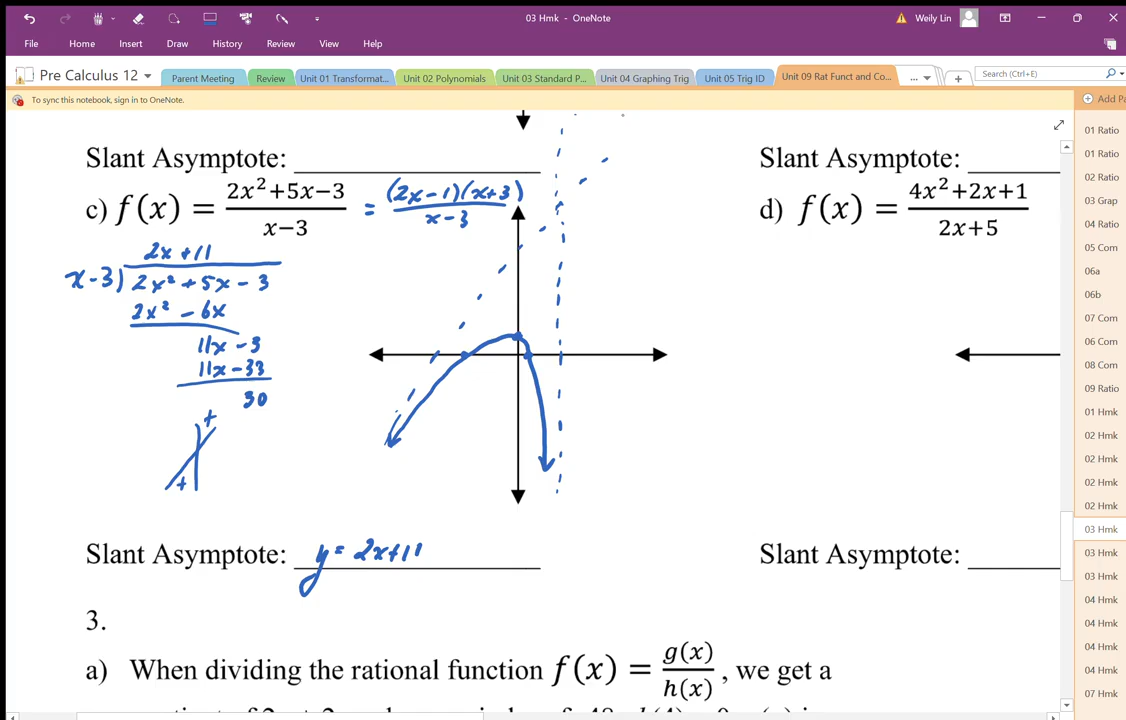 03 Hmk - OneNote
Weily Lin
File Home Insert Draw History Review View Help
Pre Calculus 12
Parent Meeting
Review
Unit 01 Transformat...
Unit 02 Polynomials
Unit 03 Standard P...
Unit 04 Graphing Trig
Unit 05 Trig ID
Unit 09 Rat Funct and Co...
...
Search (Ctrl+E)
To sync this notebook, sign in to OneNote.
Add Pa
Slant Asymptote:
c) f(x) = (2x²+5x−3)/(x−3) = (2x-1)(x+3)/(x-3)
2x + 11
x-3) 2x² + 5x - 3
2x² - 6x
11x - 3
11x - 33
30
+
+
Slant Asymptote: y = 2x+11
Slant Asymptote:
d) f(x) = (4x²+2x+1)/(2x+5)
Slant Asymptote:
3.
a) When dividing the rational function f(x) = g(x)/h(x), we get a
01 Ratio
01 Ratio
02 Ratio
03 Grap
04 Ratio
05 Com
06a
06b
07 Com
06 Com
08 Com
09 Ratio
01 Hmk
02 Hmk
02 Hmk
02 Hmk
02 Hmk
03 Hmk
03 Hmk
03 Hmk
04 Hmk
04 Hmk
04 Hmk
04 Hmk
07 Hmk